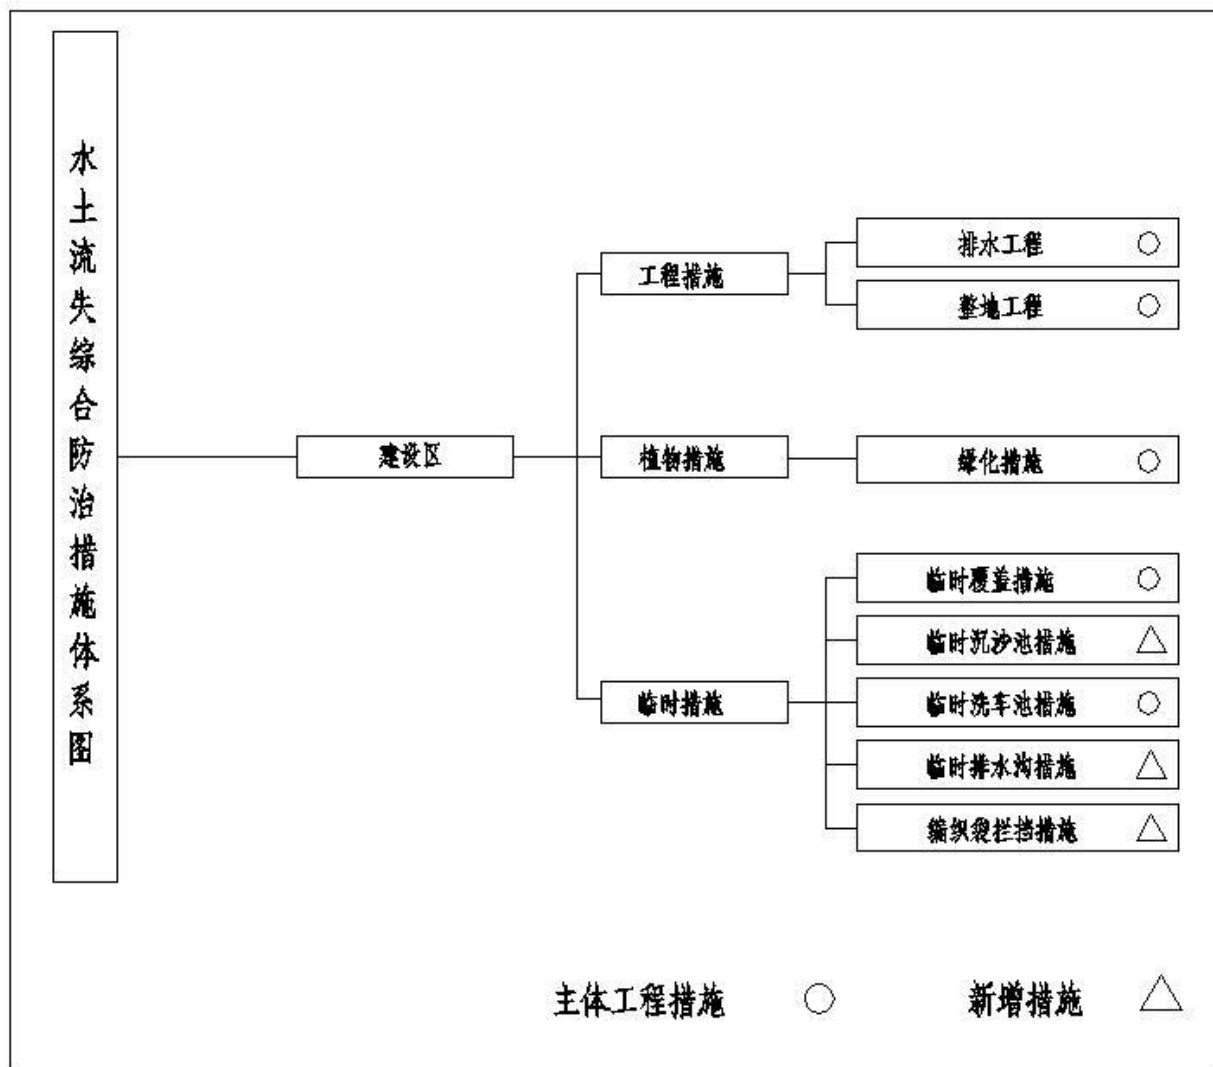 水土流失综合防治措施体系图
建设区
工程措施
排水工程
整地工程
植物措施
绿化措施
临时措施
临时覆盖措施
临时沉沙池措施
临时洗车池措施
临时排水沟措施
编织袋拦挡措施
主体工程措施
新增措施